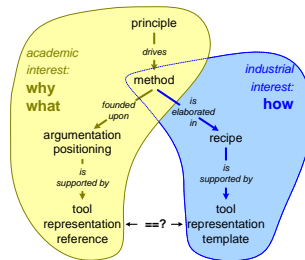 principle
academic
interest:
why
what
drives
industrial
interest:
how
method
founded
upon
is
elaborated
in
argumentation
positioning
recipe
is
supported by
is
supported by
tool
representation
reference
==?
tool
representation
template